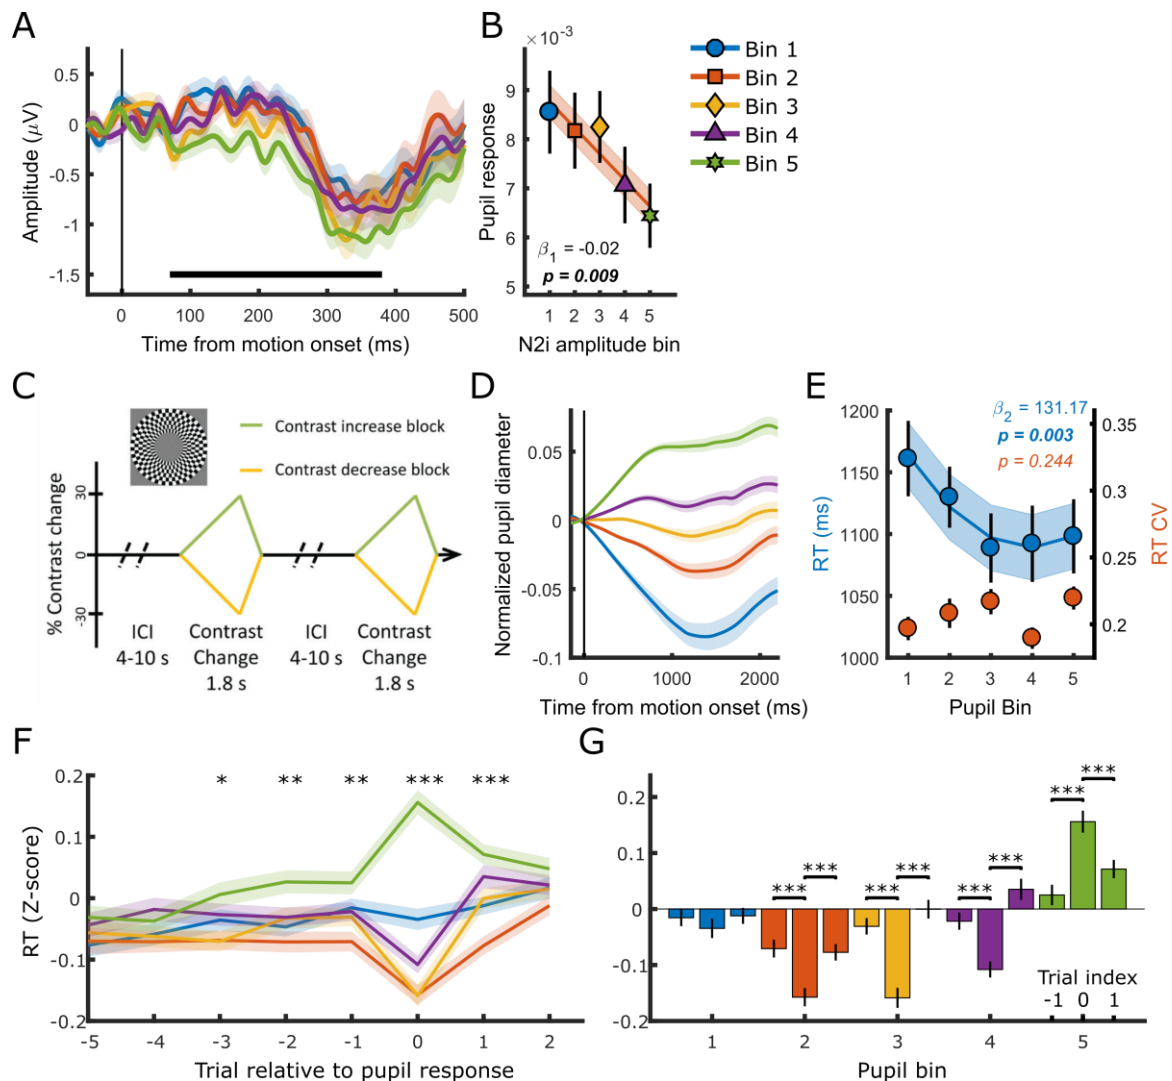 A
Amplitude (μV)
0.5
0
-0.5
-1
-1.5
0
100
200
300
400
500
Time from motion onset (ms)
B
×10⁻³
Pupil response
9
8
7
6
5
β₁ = -0.02
p = 0.009
1 2 3 4 5
N2i amplitude bin
Bin 1
Bin 2
Bin 3
Bin 4
Bin 5
C
Contrast increase block
Contrast decrease block
% Contrast change
30
0
-30
ICI
4-10 s
Contrast
Change
1.8 s
ICI
4-10 s
Contrast
Change
1.8 s
D
Normalized pupil diameter
0.05
0
-0.05
-0.1
0
1000
2000
Time from motion onset (ms)
E
β₂ = 131.17
p = 0.003
p = 0.244
RT (ms)
1200
1150
1100
1050
1000
RT CV
0.35
0.3
0.25
0.2
1 2 3 4 5
Pupil Bin
F
RT (Z-score)
0.2
0.1
0
-0.1
-0.2
* ** ** *** ***
-5 -4 -3 -2 -1 0 1 2
Trial relative to pupil response
G
0.2
0.1
0
-0.1
-0.2
*** *** *** *** *** *** *** ***
Trial index
-1 0 1
1 2 3 4 5
Pupil bin